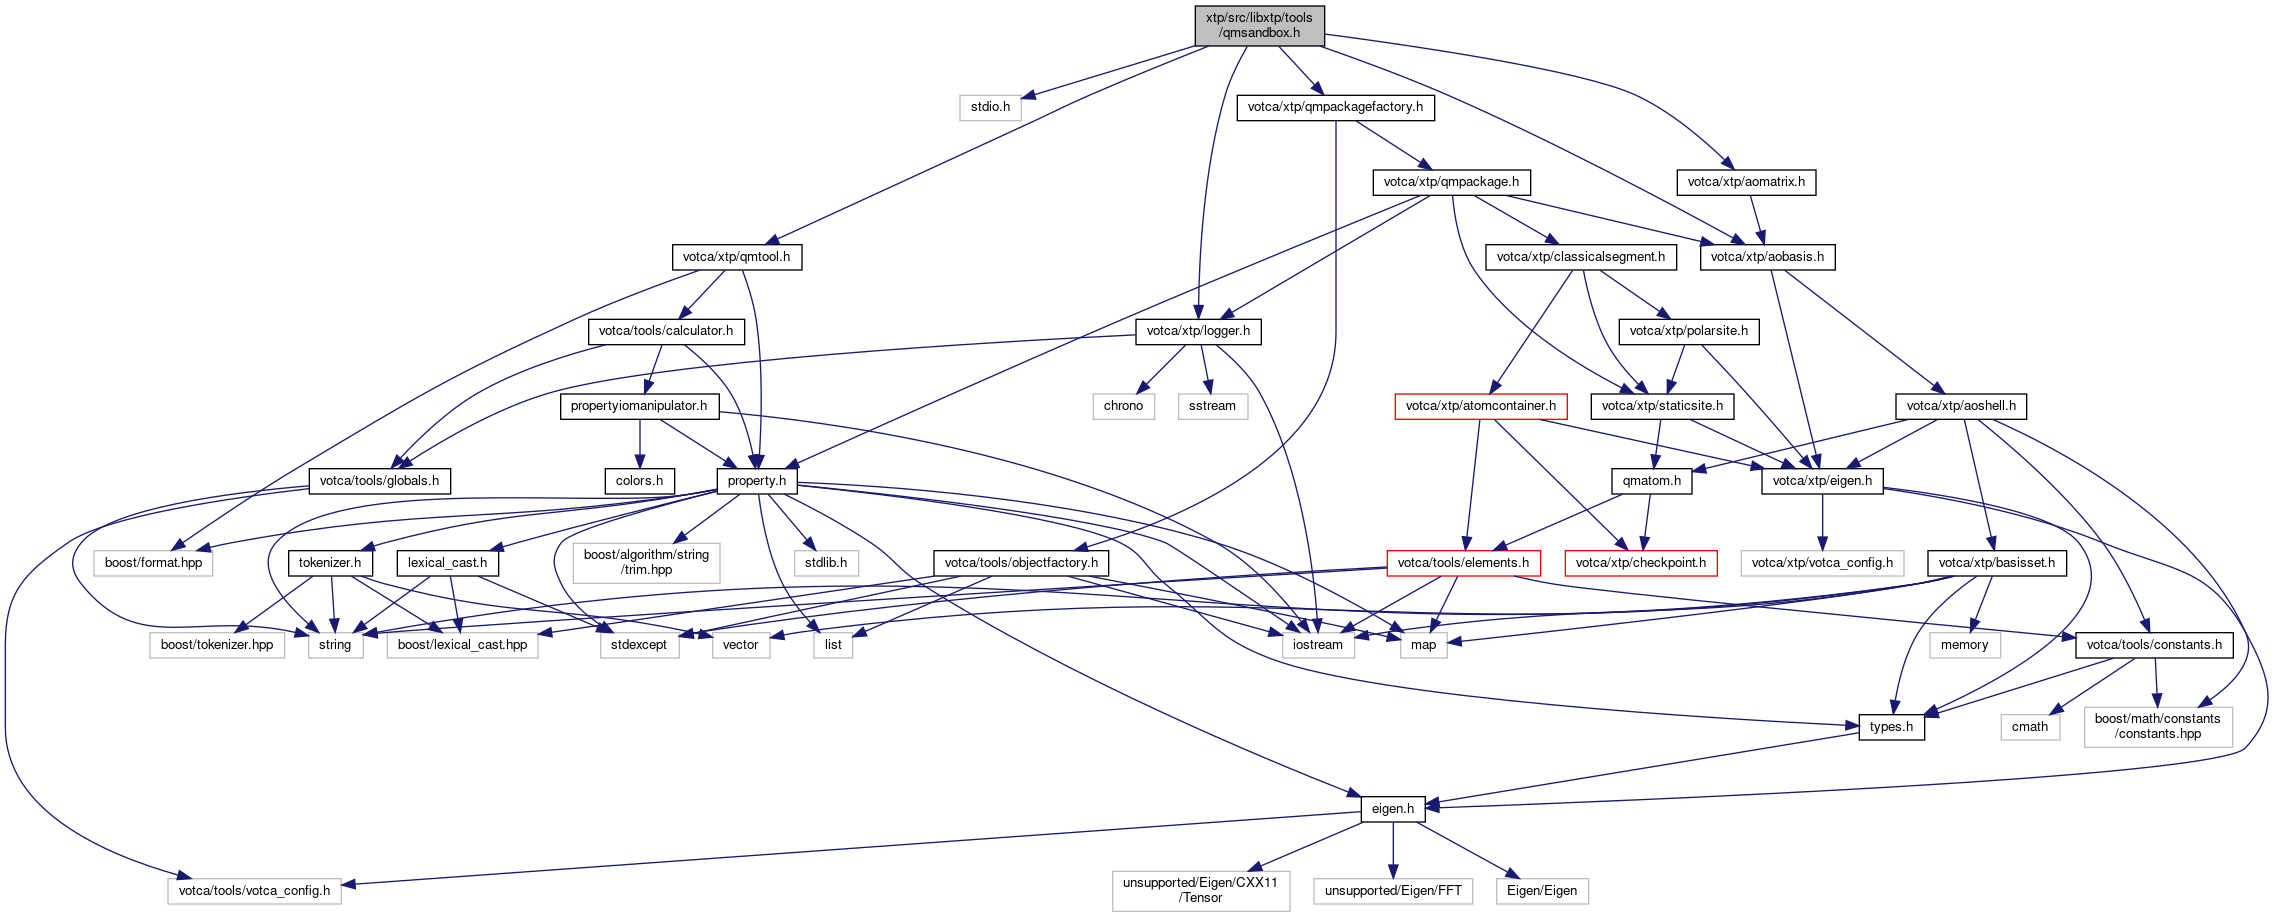 xtp/src/libxtp/tools
/qmsandbox.h
stdio.h
votca/xtp/qmpackagefactory.h
votca/xtp/qmpackage.h
votca/xtp/aomatrix.h
votca/xtp/qmtool.h
votca/xtp/classicalsegment.h
votca/xtp/aobasis.h
votca/tools/calculator.h
votca/xtp/logger.h
votca/xtp/polarsite.h
propertyiomanipulator.h
chrono
sstream
votca/xtp/atomcontainer.h
votca/xtp/staticsite.h
votca/xtp/aoshell.h
votca/tools/globals.h
colors.h
property.h
qmatom.h
votca/xtp/eigen.h
boost/format.hpp
tokenizer.h
lexical_cast.h
boost/algorithm/string
/trim.hpp
stdlib.h
votca/tools/objectfactory.h
votca/tools/elements.h
votca/xtp/checkpoint.h
votca/xtp/votca_config.h
votca/xtp/basisset.h
boost/tokenizer.hpp
string
boost/lexical_cast.hpp
stdexcept
vector
list
iostream
map
memory
votca/tools/constants.h
types.h
cmath
boost/math/constants
/constants.hpp
eigen.h
votca/tools/votca_config.h
unsupported/Eigen/CXX11
/Tensor
unsupported/Eigen/FFT
Eigen/Eigen